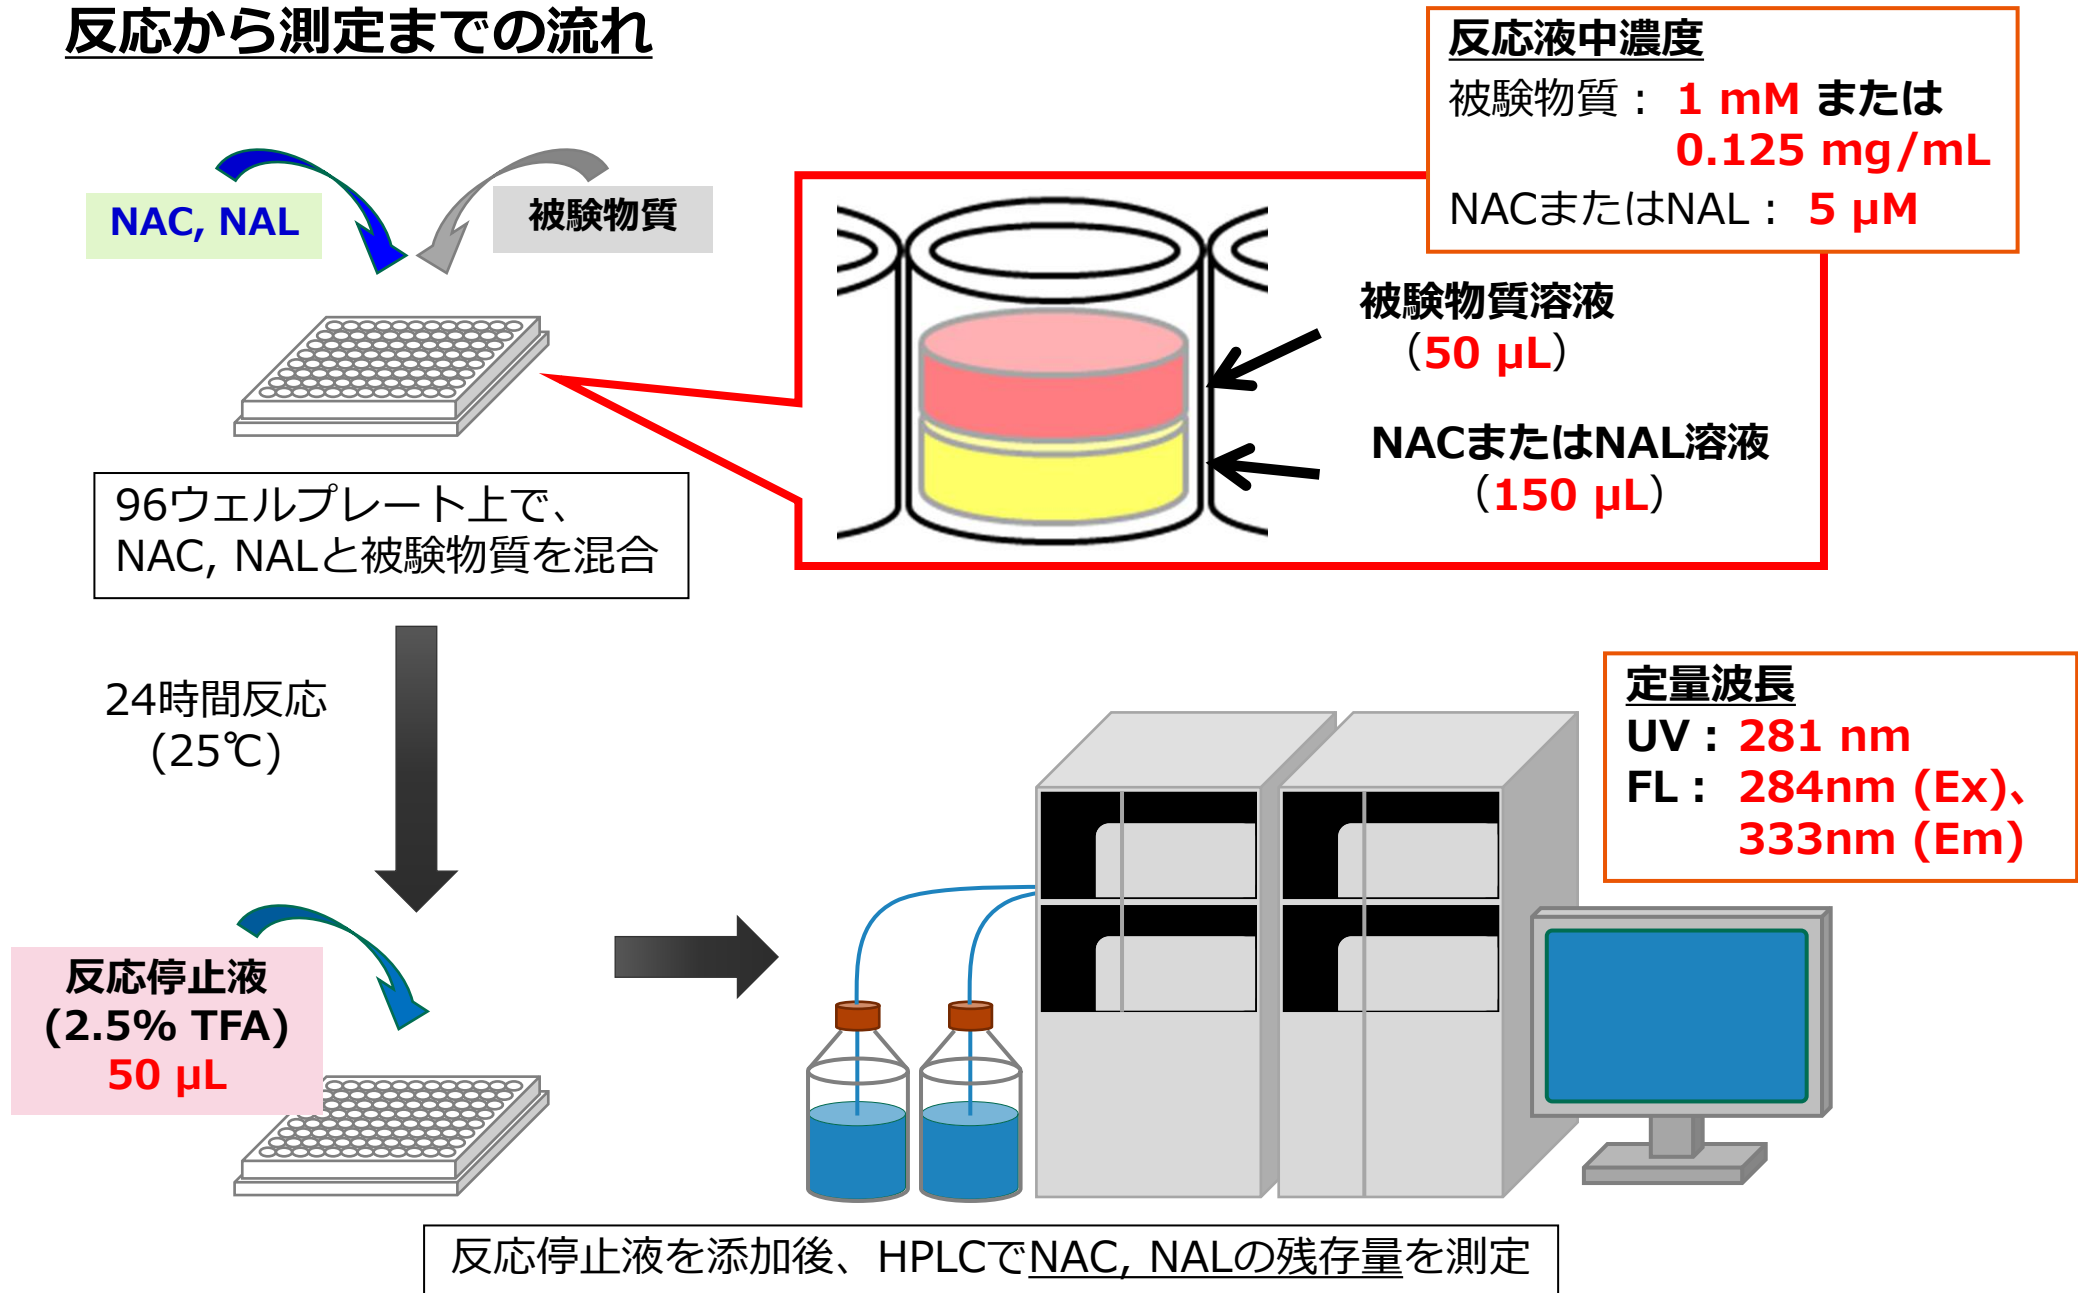 反応から測定までの流れ
NAC, NAL
被験物質
96ウェルプレート上で、
NAC, NALと被験物質を混合
反応液中濃度
被験物質： 1 mM または
0.125 mg/mL
NACまたはNAL： 5 μM
被験物質溶液
（50 μL）
NACまたはNAL溶液
（150 μL）
24時間反応
(25℃)
反応停止液
(2.5% TFA)
50 μL
定量波長
UV：281 nm
FL： 284nm (Ex)、
333nm (Em)
反応停止液を添加後、HPLCでNAC, NALの残存量を測定